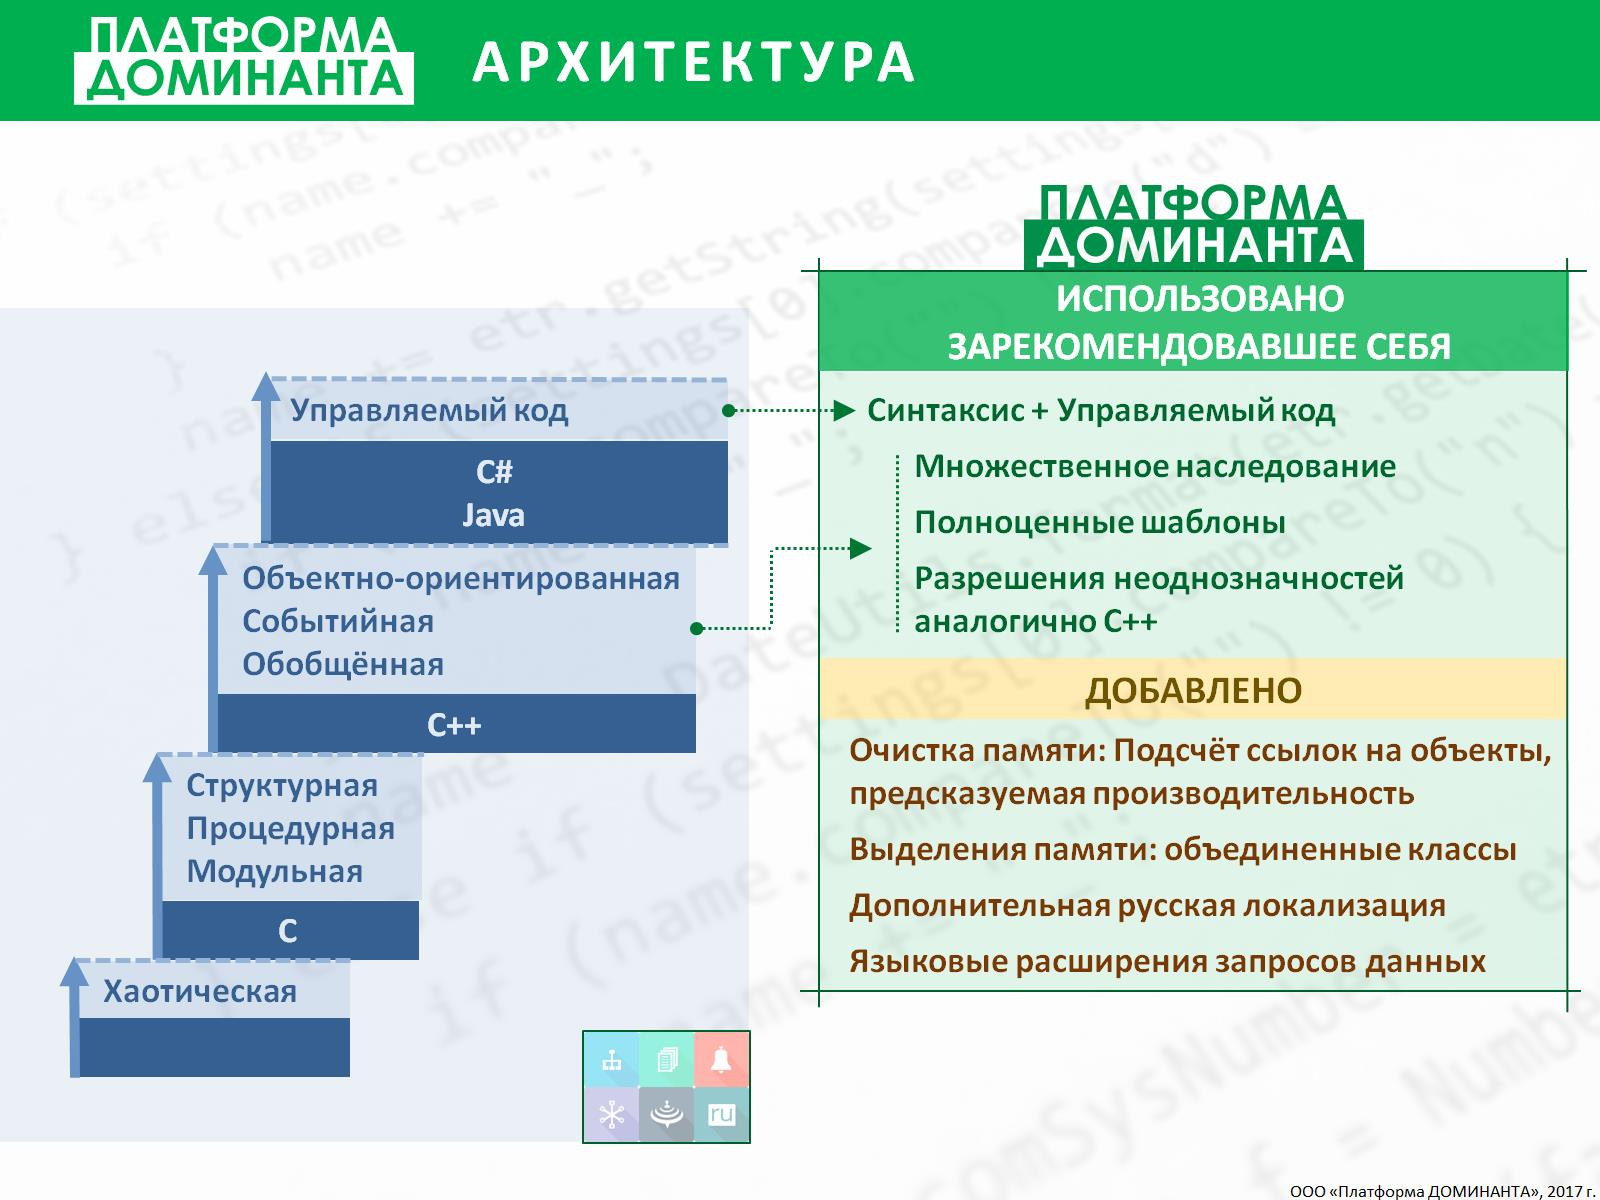 ПЛАТФОРМА
ДОМИНАНТА
АРХИТЕКТУРА
Управляемый код
C#
Java
Объектно-ориентированная
Событийная
Обобщённая
C++
Структурная
Процедурная
Модульная
C
Хаотическая
ru
ПЛАТФОРМА
ДОМИНАНТА
ИСПОЛЬЗОВАНО
ЗАРЕКОМЕНДОВАВШЕЕ СЕБЯ
Синтаксис + Управляемый код
Множественное наследование
Полноценные шаблоны
Разрешения неоднозначностей
аналогично C++
ДОБАВЛЕНО
Очистка памяти: Подсчёт ссылок на объекты,
предсказуемая производительность
Выделения памяти: объединенные классы
Дополнительная русская локализация
Языковые расширения запросов данных
ООО «Платформа ДОМИНАНТА», 2017 г.